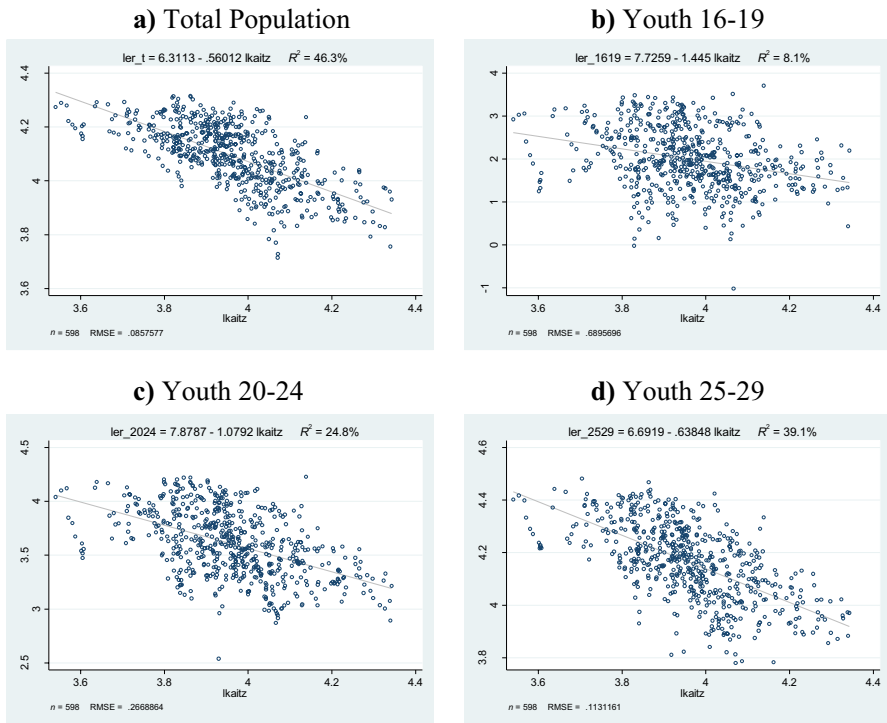 a) Total Population
ler_t = 6.3113 - .56012 lkaitz R² = 46.3%
4.4
4.2
4
3.8
3.6
3.6 3.8 4 4.2 4.4
lkaitz
n = 598 RMSE = .0857577
b) Youth 16-19
ler_1619 = 7.7259 - 1.445 lkaitz R² = 8.1%
4
3
2
1
0
-1
3.6 3.8 4 4.2 4.4
lkaitz
n = 598 RMSE = .6895696
c) Youth 20-24
ler_2024 = 7.8787 - 1.0792 lkaitz R² = 24.8%
4.5
4
3.5
3
2.5
3.6 3.8 4 4.2 4.4
lkaitz
n = 598 RMSE = .2668864
d) Youth 25-29
ler_2529 = 6.6919 - .63848 lkaitz R² = 39.1%
4.6
4.4
4.2
4
3.8
3.6 3.8 4 4.2 4.4
lkaitz
n = 598 RMSE = .1131161